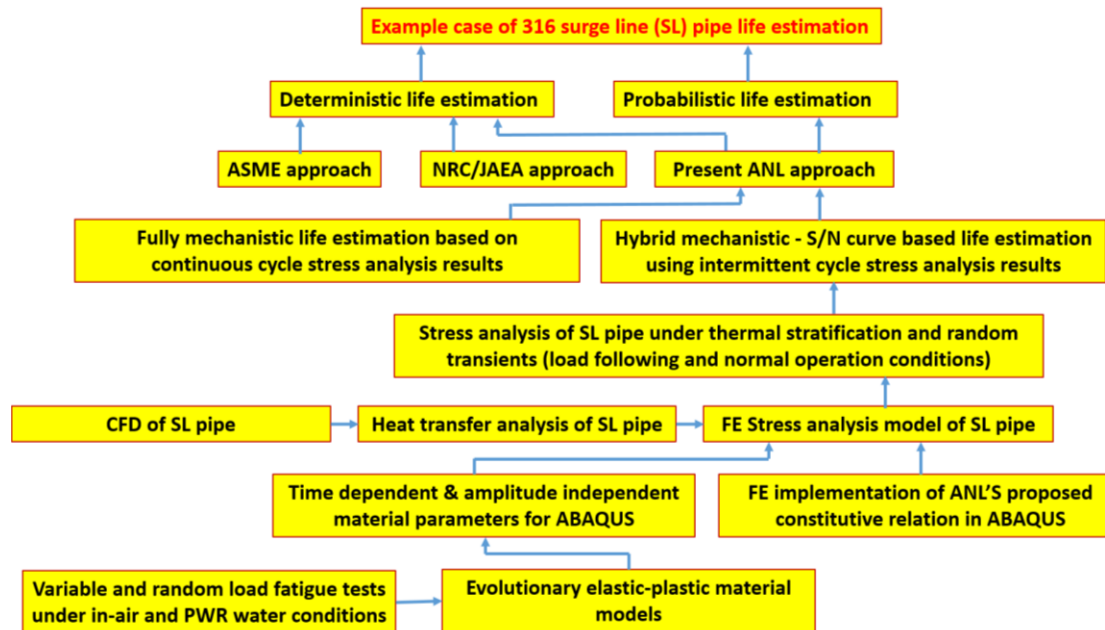 Example case of 316 surge line (SL) pipe life estimation
Deterministic life estimation
Probabilistic life estimation
ASME approach
NRC/JAEA approach
Present ANL approach
Fully mechanistic life estimation based on
continuous cycle stress analysis results
Hybrid mechanistic - S/N curve based life estimation
using intermittent cycle stress analysis results
Stress analysis of SL pipe under thermal stratification and random
transients (load following and normal operation conditions)
CFD of SL pipe
Heat transfer analysis of SL pipe
FE Stress analysis model of SL pipe
Time dependent & amplitude independent
material parameters for ABAQUS
FE implementation of ANL'S proposed
constitutive relation in ABAQUS
Variable and random load fatigue tests
under in-air and PWR water conditions
Evolutionary elastic-plastic material
models